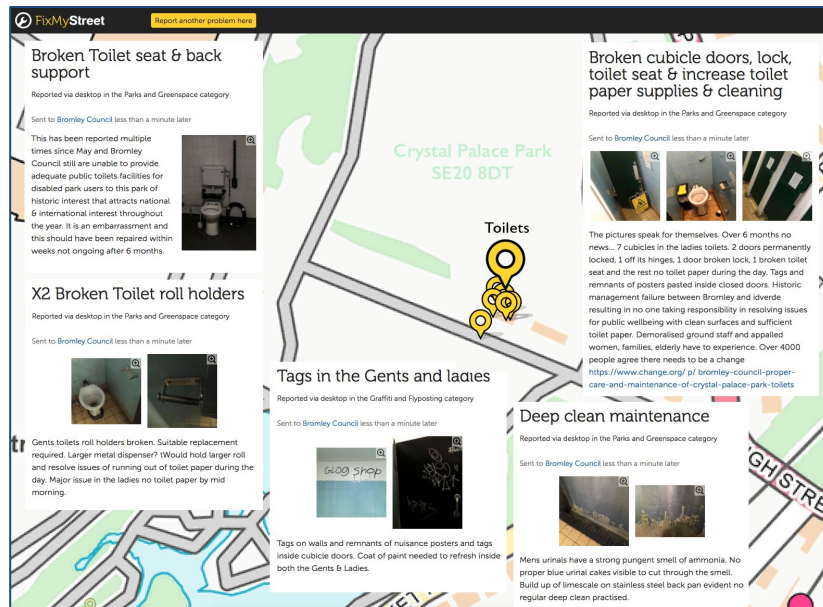 FixMyStreet
Report another problem here
Broken Toilet seat & back
support
Reported via desktop in the Parks and Greenspace category
Sent to Bromley Council less than a minute later
This has been reported multiple
times since May and Bromley
Council still are unable to provide
adequate public toilets facilities for
disabled park users to this park of
historic interest that attracts national
& international interest throughout
the year. It is an embarrassment and
this should have been repaired within
weeks not ongoing after 6 months.
X2 Broken Toilet roll holders
Reported via desktop in the Parks and Greenspace category
Sent to Bromley Council less than a minute later
Gents toilets roll holders broken. Suitable replacement
required. Larger metal dispenser? tWould hold larger roll
and resolve issues of running out of toilet paper during the
day. Major issue in the ladies no toilet paper by mid
morning.
Crystal Palace Park
SE20 8DT
Toilets
Tags in the Gents and ladies
Reported via desktop in the Graffiti and Flyposting category
Sent to Bromley Council less than a minute later
GLOG SHOP
Tags on walls and remnants of nuisance posters and tags
inside cubicle doors. Coat of paint needed to refresh inside
both the Gents & Ladies.
Broken cubicle doors, lock,
toilet seat & increase toilet
paper supplies & cleaning
Reported via desktop in the Parks and Greenspace category
Sent to Bromley Council less than a minute later
The pictures speak for themselves. Over 6 months no
news... 7 cubicles in the ladies toilets. 2 doors permanently
locked, 1 off its hinges, 1 door broken lock, 1 broken toilet
seat and the rest no toilet paper during the day. Tags and
remnants of posters pasted inside closed doors. Historic
management failure between Bromley and idverde
resulting in no one taking responsibility in resolving issues
for public wellbeing with clean surfaces and sufficient
toilet paper. Demoralised ground staff and appalled
women, families, elderly have to experience. Over 4000
people agree there needs to be a change
https://www.change.org/ p/ bromley-council-proper-
care-and-maintenance-of-crystal-palace-park-toilets
Deep clean maintenance
Reported via desktop in the Parks and Greenspace category
Sent to Bromley Council less than a minute later
Mens urinals have a strong pungent smell of ammonia. No
proper blue urinal cakes visible to cut through the smell.
Build up of limescale on stainless steel back pan evident no
regular deep clean practised.